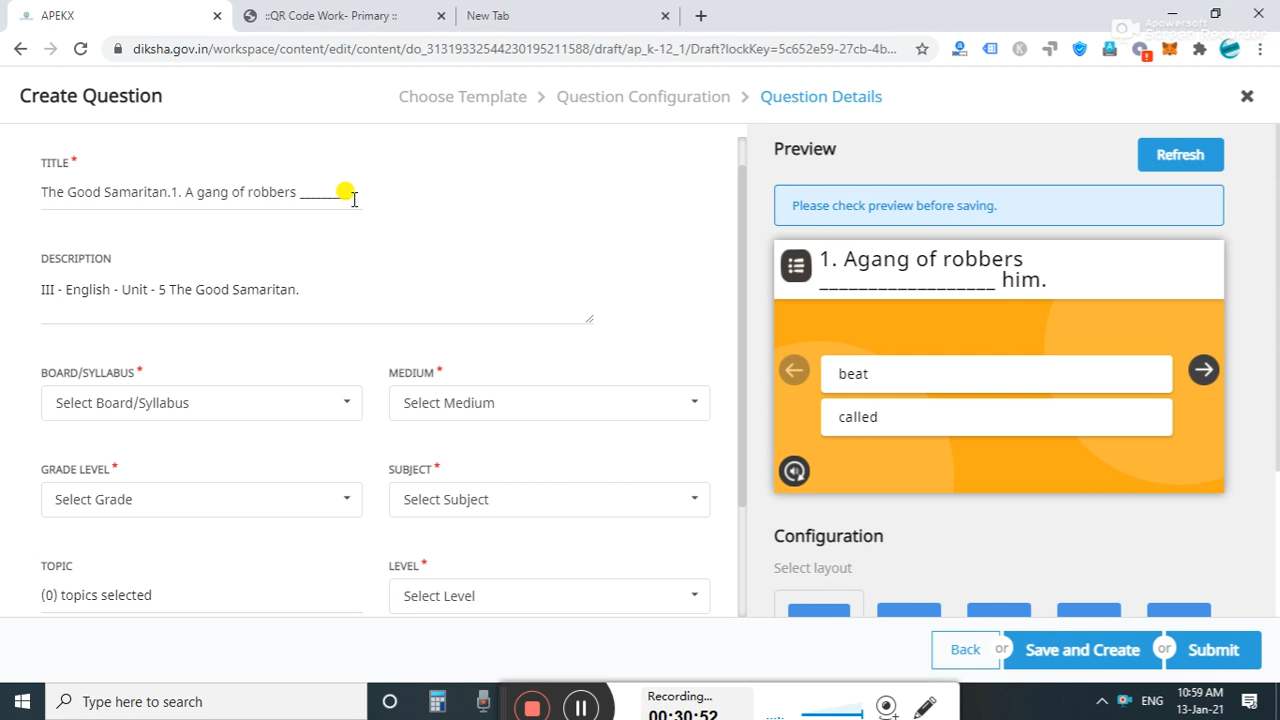 APEKX
::QR Code Work- Primary ::
New Tab
diksha.gov.in/workspace/content/edit/content/do_31319332544230195211588/draft/ap_k-12_1/Draft?lockKey=5c652e59-27cb-4b...
Apowersoft
Screen Recorder
Create Question
Choose Template
Question Configuration
Question Details
TITLE *
The Good Samaritan.1. A gang of robbers ________
DESCRIPTION
III - English - Unit - 5 The Good Samaritan.
BOARD/SYLLABUS *
MEDIUM *
Select Board/Syllabus
Select Medium
GRADE LEVEL *
SUBJECT *
Select Grade
Select Subject
TOPIC
LEVEL *
(0) topics selected
Select Level
Preview
Refresh
Please check preview before saving.
1. Agang of robbers
__________________ him.
beat
called
Configuration
Select layout
Back
or
Save and Create
or
Submit
Type here to search
Recording...
00:30:52
ENG
10:59 AM
13-Jan-21